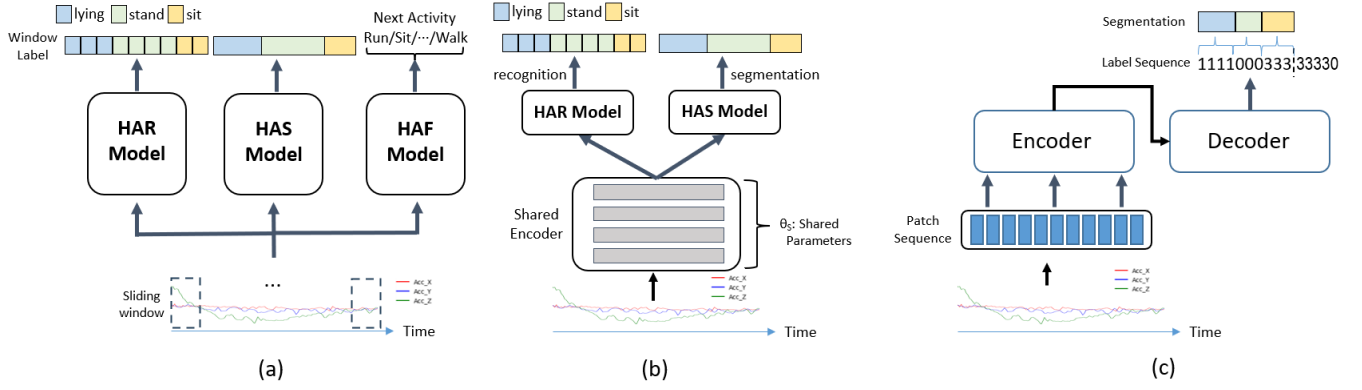 lying stand sit
Window
Label
Next Activity
Run/Sit/···/Walk
HAR
Model
HAS
Model
HAF
Model
...
Sliding
window
Acc_X
Acc_Y
Acc_Z
Time
(a)
lying stand sit
recognition
segmentation
HAR Model
HAS Model
Shared
Encoder
θS: Shared
Parameters
Acc_X
Acc_Y
Acc_Z
Time
(b)
Segmentation
Label Sequence
111100033333330
Encoder
Decoder
Patch
Sequence
Acc_X
Acc_Y
Acc_Z
Time
(c)